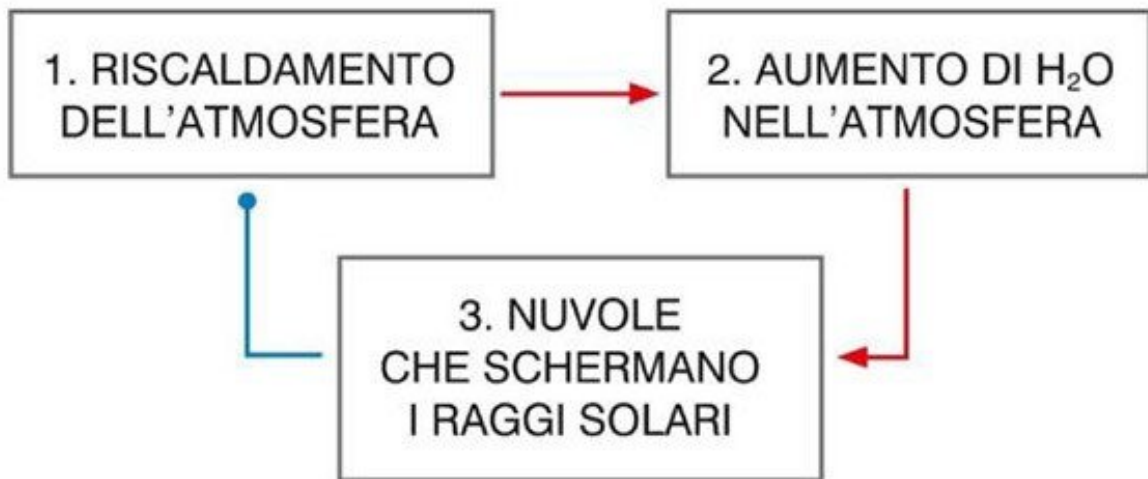 1. RISCALDAMENTO
DELL'ATMOSFERA
2. AUMENTO DI H₂O
NELL'ATMOSFERA
3. NUVOLE
CHE SCHERMANO
I RAGGI SOLARI